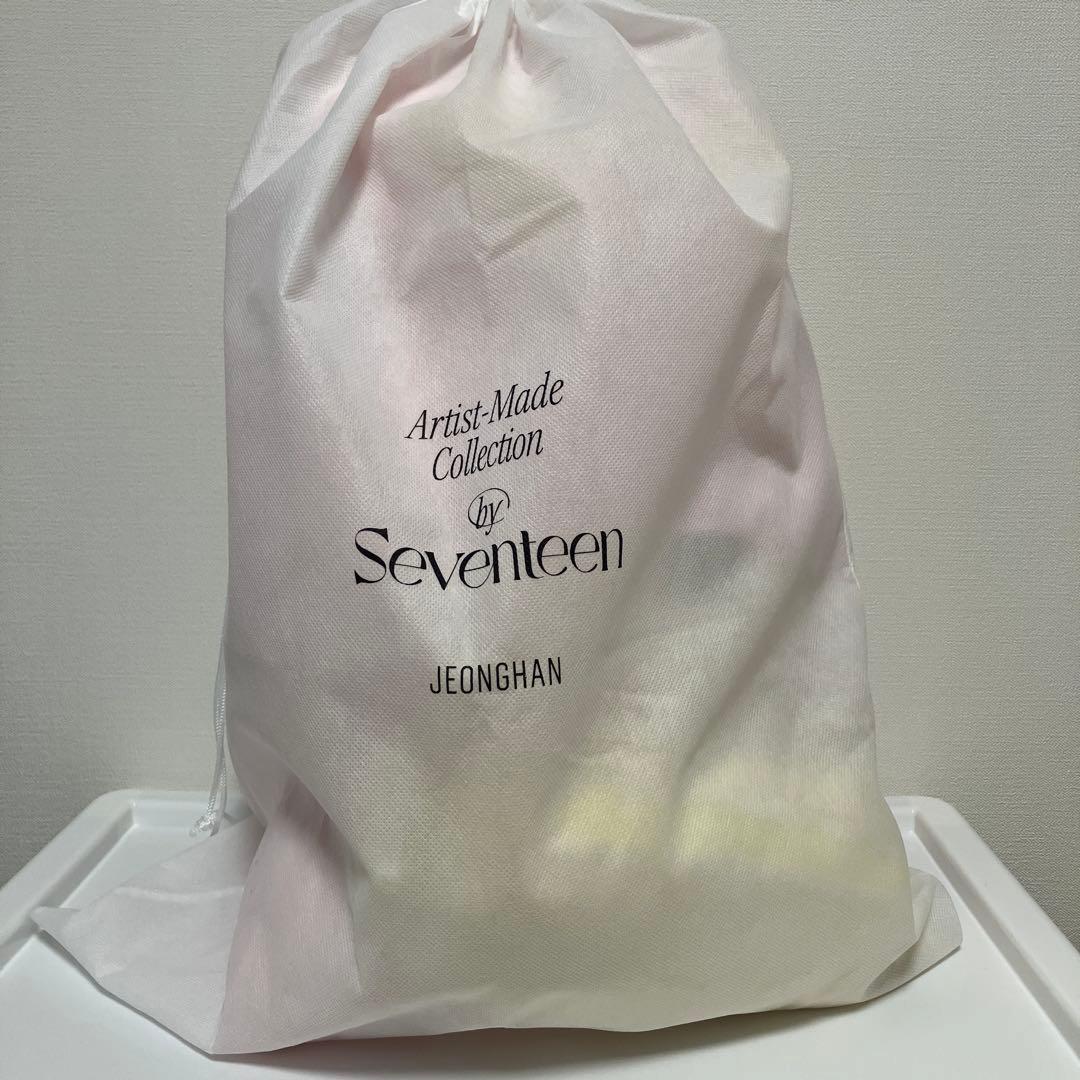 Artist-Made
Collection
by
Seventeen
JEONGHAN